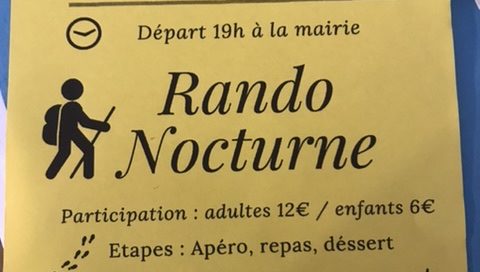 Départ 19h à la mairie
Rando
Nocturne
Participation : adultes 12€ / enfants 6€
Etapes : Apéro, repas, déssert